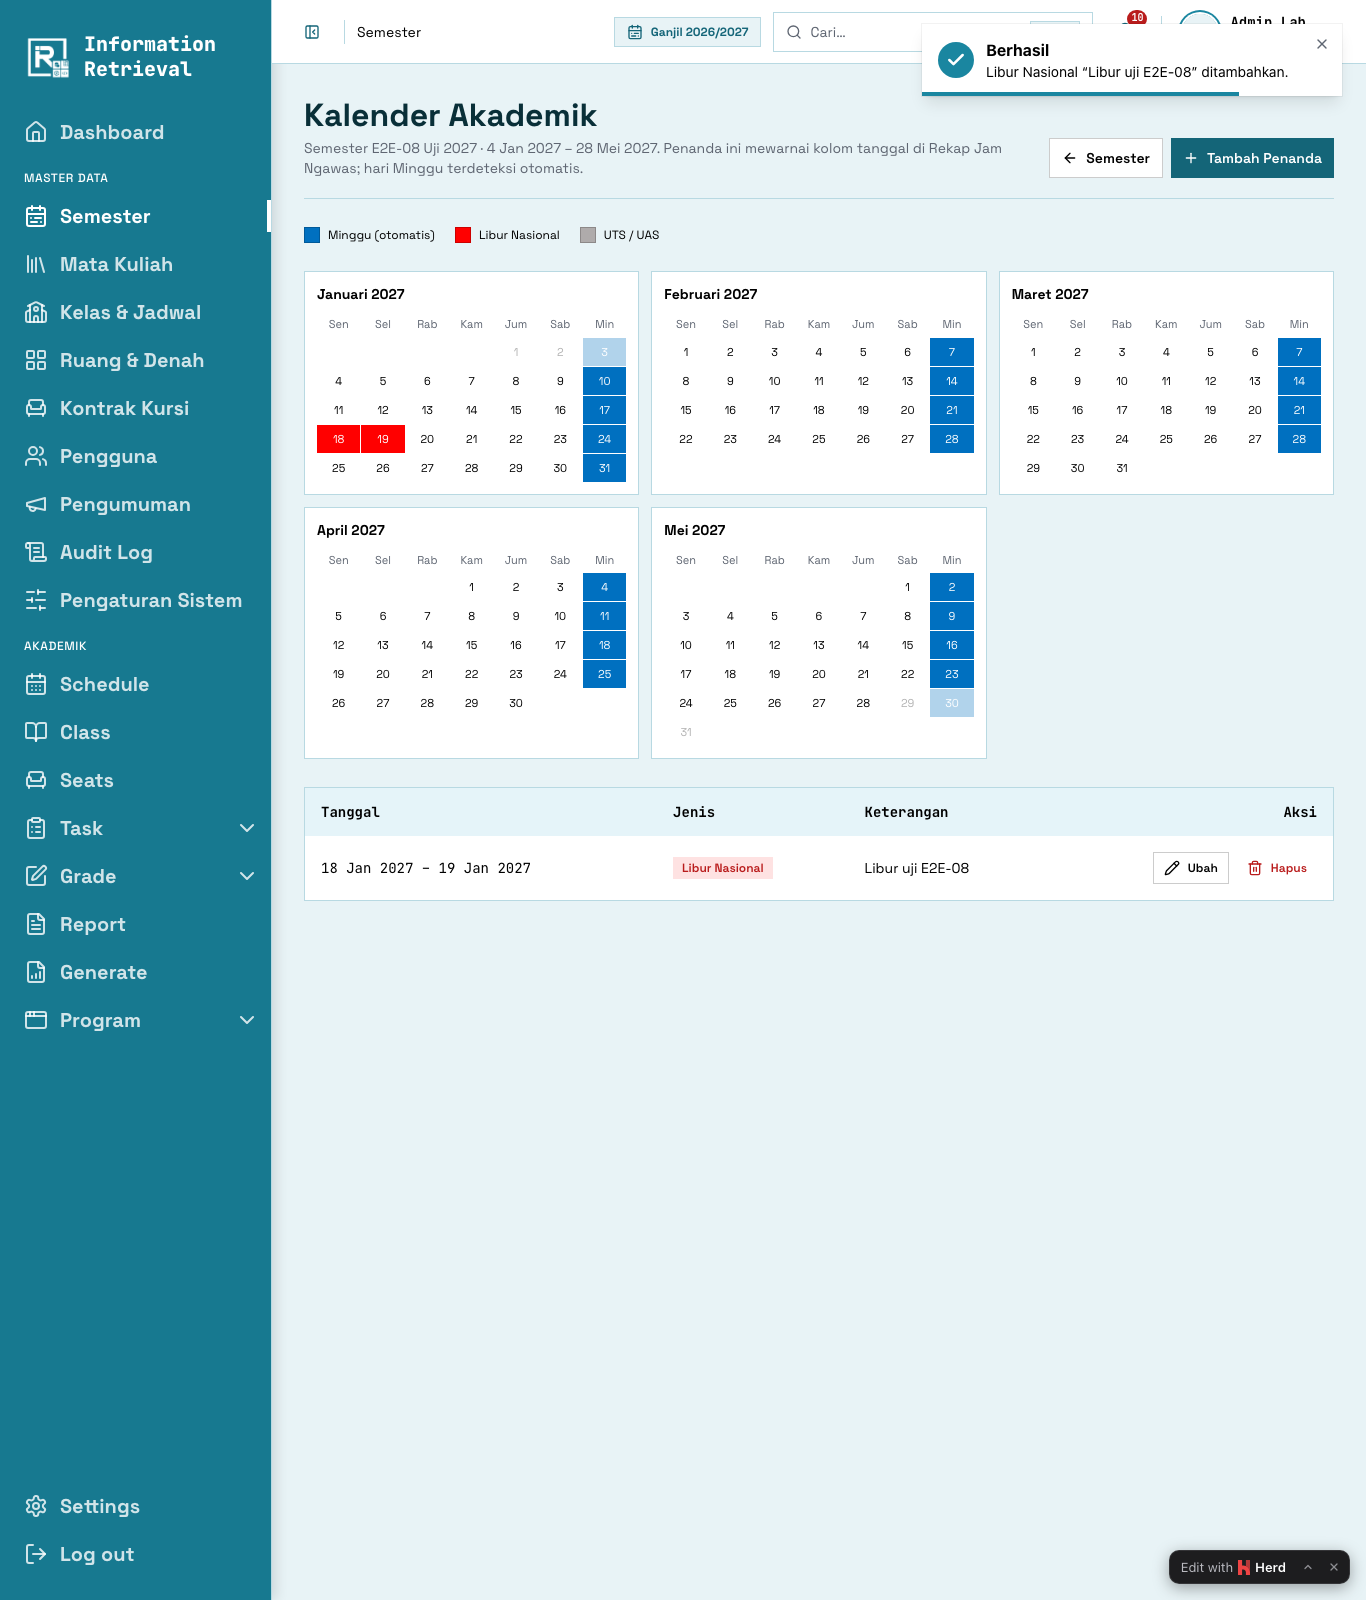 Information
Retrieval
Dashboard
MASTER DATA
Semester
Mata Kuliah
Kelas & Jadwal
Ruang & Denah
Kontrak Kursi
Pengguna
Pengumuman
Audit Log
Pengaturan Sistem
AKADEMIK
Schedule
Class
Seats
Task
Grade
Report
Generate
Program
Settings
Log out
Semester
Ganjil 2026/2027
Cari...
10
Admin Lab
Berhasil
Libur Nasional “Libur uji E2E-08” ditambahkan.
Kalender Akademik
Semester E2E-08 Uji 2027 · 4 Jan 2027 – 28 Mei 2027. Penanda ini mewarnai kolom tanggal di Rekap Jam
Ngawas; hari Minggu terdeteksi otomatis.
Semester
Tambah Penanda
Minggu (otomatis) Libur Nasional UTS / UAS
Januari 2027
Sen Sel Rab Kam Jum Sab Min
1 2 3
4 5 6 7 8 9 10
11 12 13 14 15 16 17
18 19 20 21 22 23 24
25 26 27 28 29 30 31
Februari 2027
Sen Sel Rab Kam Jum Sab Min
1 2 3 4 5 6 7
8 9 10 11 12 13 14
15 16 17 18 19 20 21
22 23 24 25 26 27 28
Maret 2027
Sen Sel Rab Kam Jum Sab Min
1 2 3 4 5 6 7
8 9 10 11 12 13 14
15 16 17 18 19 20 21
22 23 24 25 26 27 28
29 30 31
April 2027
Sen Sel Rab Kam Jum Sab Min
1 2 3 4
5 6 7 8 9 10 11
12 13 14 15 16 17 18
19 20 21 22 23 24 25
26 27 28 29 30
Mei 2027
Sen Sel Rab Kam Jum Sab Min
1 2
3 4 5 6 7 8 9
10 11 12 13 14 15 16
17 18 19 20 21 22 23
24 25 26 27 28 29 30
31
Tanggal Jenis Keterangan Aksi
18 Jan 2027 – 19 Jan 2027 Libur Nasional Libur uji E2E-08 Ubah Hapus
Edit with Herd